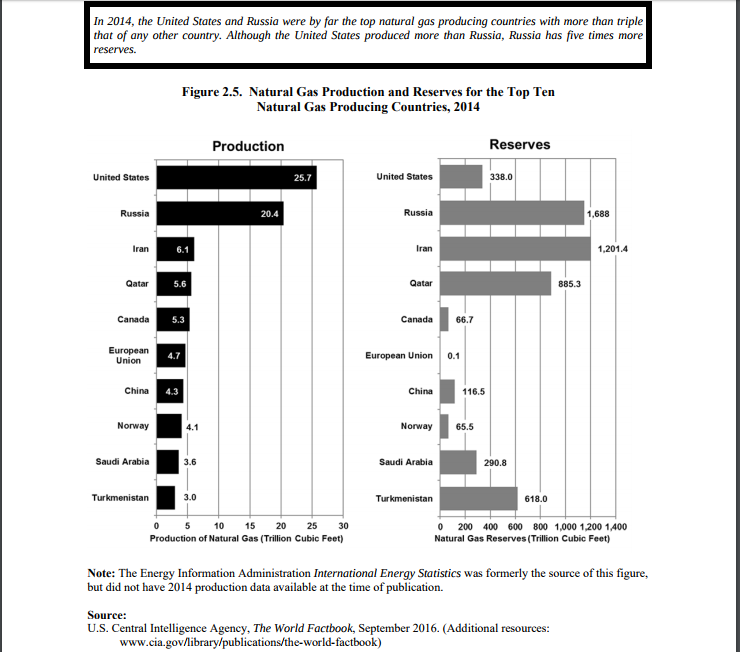 In 2014, the United States and Russia were by far the top natural gas producing countries with more than triple
that of any other country. Although the United States produced more than Russia, Russia has five times more
reserves.
Figure 2.5. Natural Gas Production and Reserves for the Top Ten
Natural Gas Producing Countries, 2014
Production
United States 25.7
Russia 20.4
Iran 6.1
Qatar 5.6
Canada 5.3
European
Union 4.7
China 4.3
Norway 4.1
Saudi Arabia 3.6
Turkmenistan 3.0
0 5 10 15 20 25 30
Production of Natural Gas (Trillion Cubic Feet)
Reserves
United States 338.0
Russia 1,688
Iran 1,201.4
Qatar 885.3
Canada 66.7
European Union 0.1
China 116.5
Norway 65.5
Saudi Arabia 290.8
Turkmenistan 618.0
0 200 400 600 800 1,000 1,200 1,400
Natural Gas Reserves (Trillion Cubic Feet)
Note: The Energy Information Administration International Energy Statistics was formerly the source of this figure,
but did not have 2014 production data available at the time of publication.
Source:
U.S. Central Intelligence Agency, The World Factbook, September 2016. (Additional resources:
www.cia.gov/library/publications/the-world-factbook)